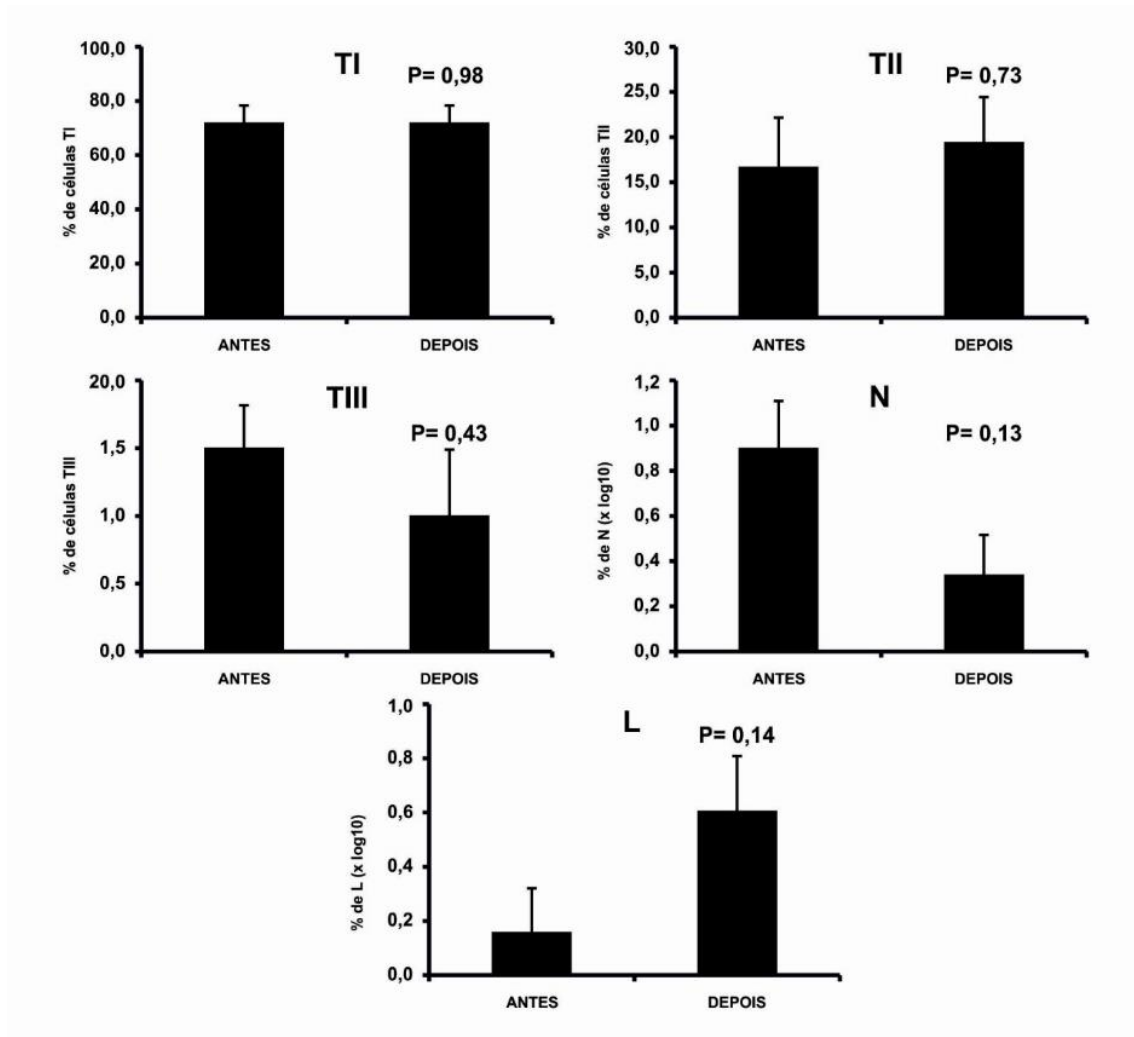 TI
P= 0,98
% de células TI
100,0
80,0
60,0
40,0
20,0
0,0
ANTES
DEPOIS
TII
P= 0,73
% de células TII
30,0
25,0
20,0
15,0
10,0
5,0
0,0
ANTES
DEPOIS
TIII
P= 0,43
% de células TIII
20,0
1,5
1,0
0,5
0,0
ANTES
DEPOIS
N
P= 0,13
% de N (x log10)
1,2
1,0
0,8
0,6
0,4
0,2
0,0
ANTES
DEPOIS
L
P= 0,14
% de L (x log10)
1,0
0,8
0,6
0,4
0,2
0,0
ANTES
DEPOIS